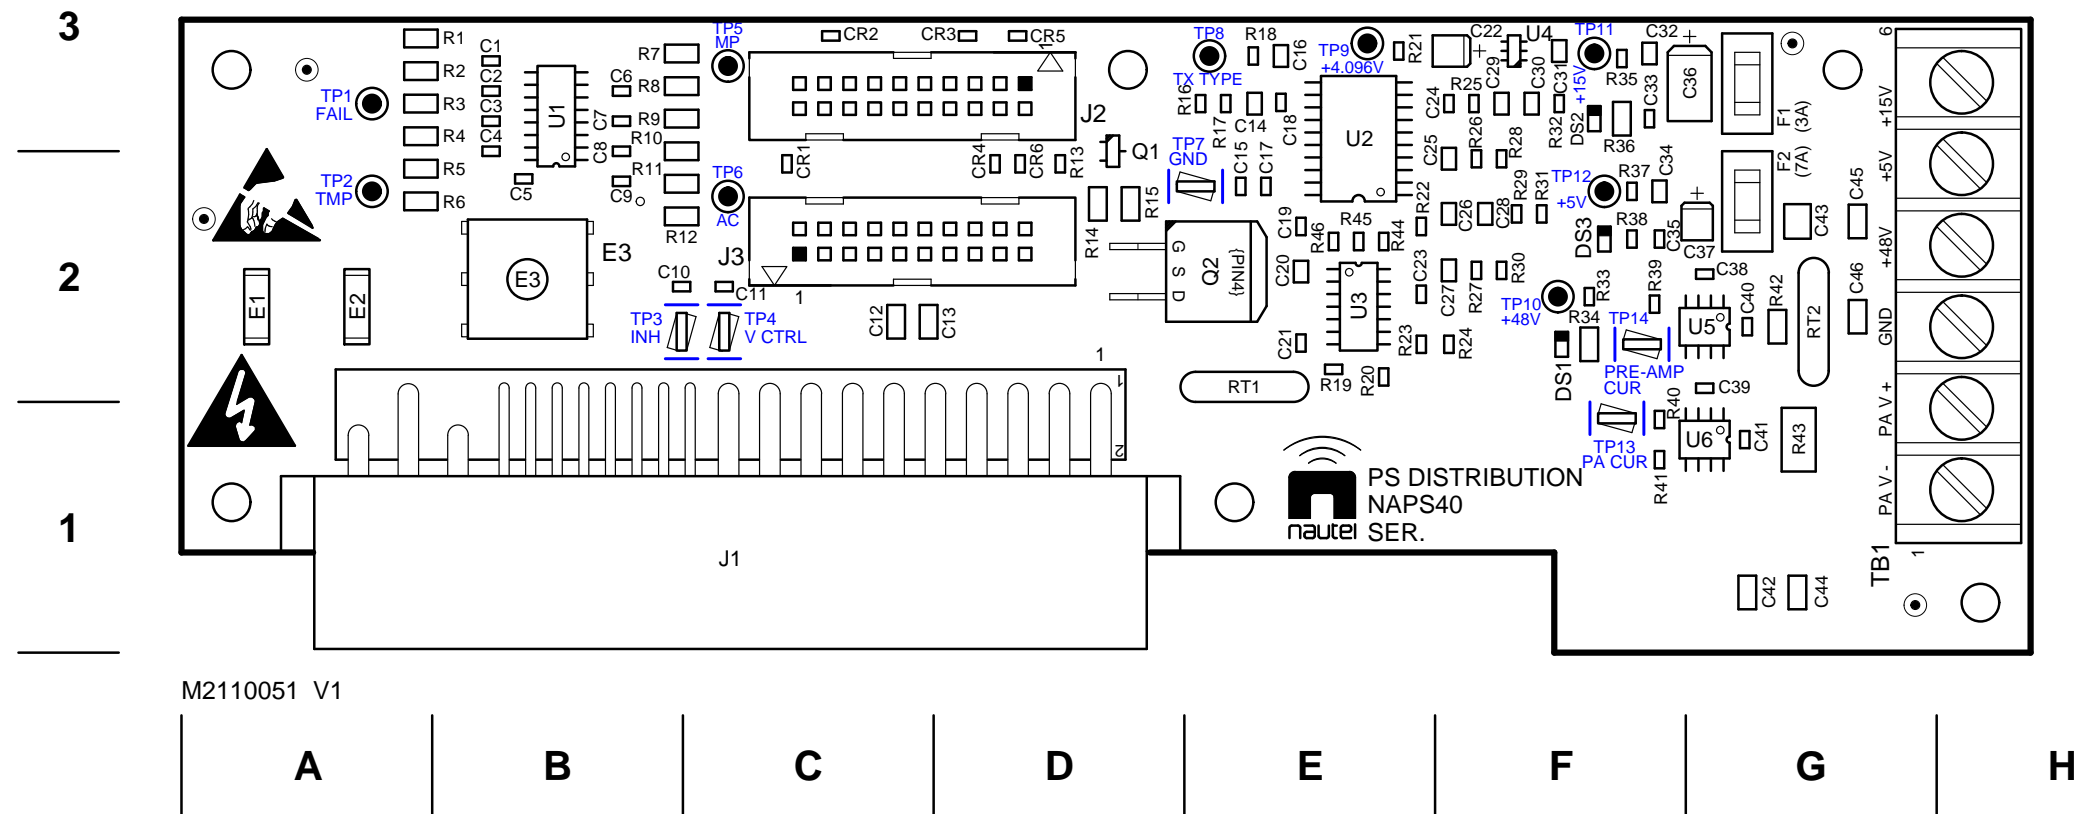 3
2
1
R1
R2
R3
R4
R5
R6
C1
C2
C3
C4
C5
U1
C6
C7
C8
C9
R7
R8
R9
R10
R11
R12
TP1
FAIL
TP2
TMP
TP5
MP
TP6
AC
CR2
CR3
CR5
1
J2
CR1
CR4
CR6
R13
Q1
R14
R15
J3
1
E1
E2
E3
E3
C10
C11
TP3
INH
TP4
V CTRL
C12
C13
TP8
TX TYPE
R16
R17
R18
C16
C14
C18
TP7
GND
C15
C17
TP9
+4.096V
R21
U2
C22
+
U4
C24
R25
C29
C30
C31
TP11
+15V
R35
C32
+
C33
C36
R32
DS2
R36
C25
R26
R28
R22
C26
C28
R29
R31
TP12
+5V
R37
C34
DS3
R38
C35
+
C37
F1
(3A)
F2
(7A)
C43
C45
C46
G
S
D
Q2
{PIN4}
C19
R46
R45
R44
C20
U3
C23
C27
R27
R30
C21
R23
R24
R19
R20
RT1
TP10
+48V
R33
R34
DS1
R39
TP14
PRE-AMP
CUR
C38
U5
C40
R42
RT2
C39
TP13
PA CUR
R40
R41
U6
C41
R43
C42
C44
6
+15V
+5V
+48V
GND
PA V +
PA V -
1
TB1
1
1
2
J1
nautel
PS DISTRIBUTION
NAPS40
SER.
M2110051 V1
A
B
C
D
E
F
G
H